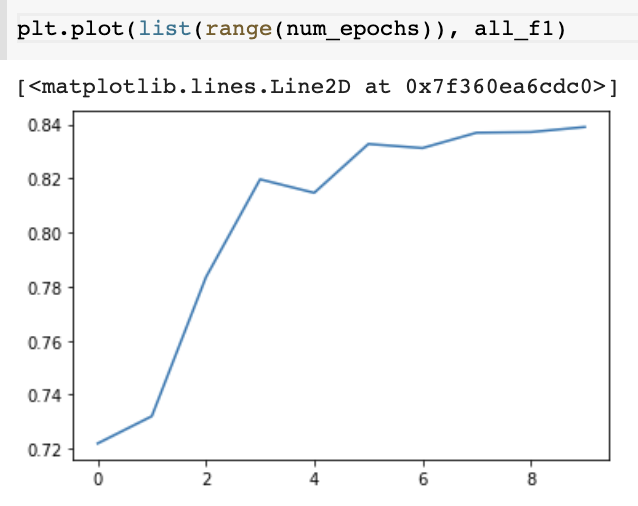 plt.plot(list(range(num_epochs)), all_f1)
[<matplotlib.lines.Line2D at 0x7f360ea6cdc0>]
0.84
0.82
0.80
0.78
0.76
0.74
0.72
0 2 4 6 8